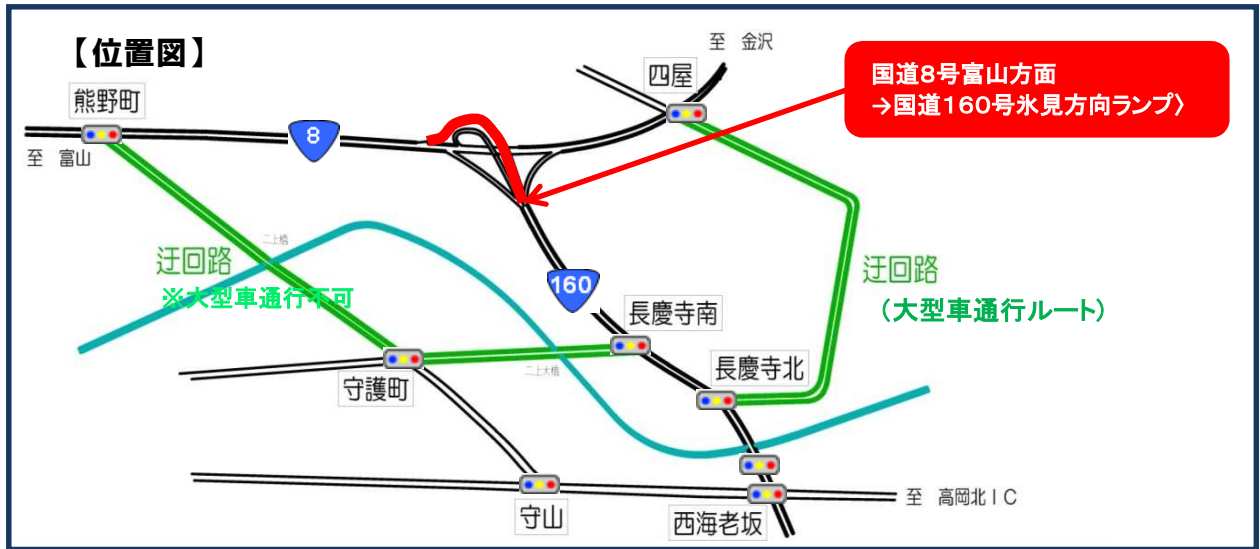 【位置図】
至 金沢
四屋
国道8号富山方面
→国道160号氷見方向ランプ〉
熊野町
8
至 富山
二上橋
迂回路
※大型車通行不可
160
迂回路
(大型車通行ルート)
長慶寺南
長慶寺北
守護町
二上大橋
守山
西海老坂
至 高岡北IC